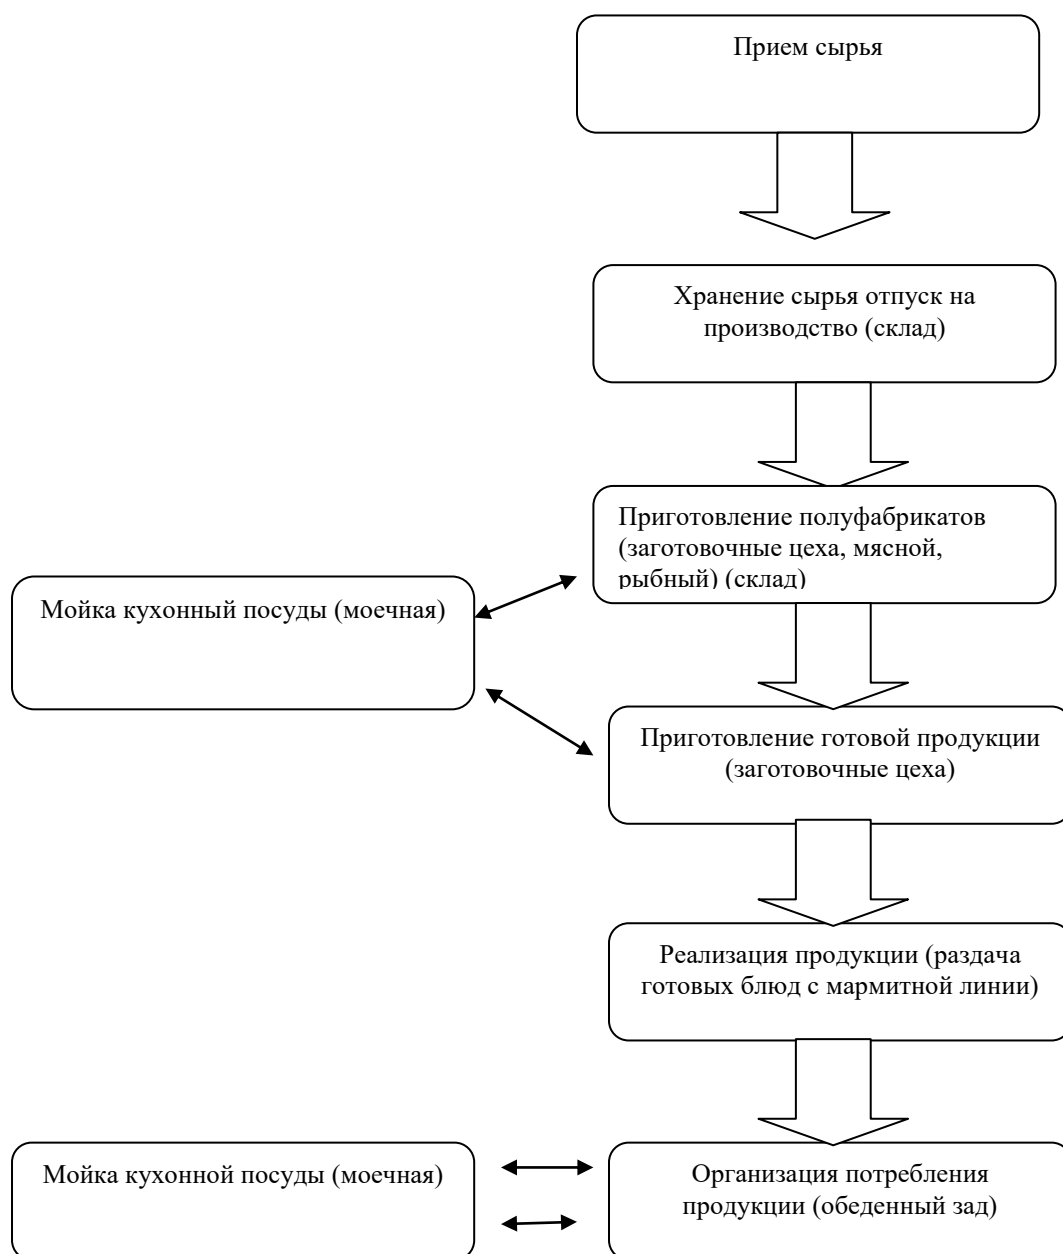 Прием сырья
Хранение сырья отпуск на
производство (склад)
Приготовление полуфабрикатов
(заготовочные цеха, мясной,
рыбный) (склад)
Мойка кухонный посуды (моечная)
Приготовление готовой продукции
(заготовочные цеха)
Реализация продукции (раздача
готовых блюд с мармитной линии)
Мойка кухонной посуды (моечная)
Организация потребления
продукции (обеденный зад)